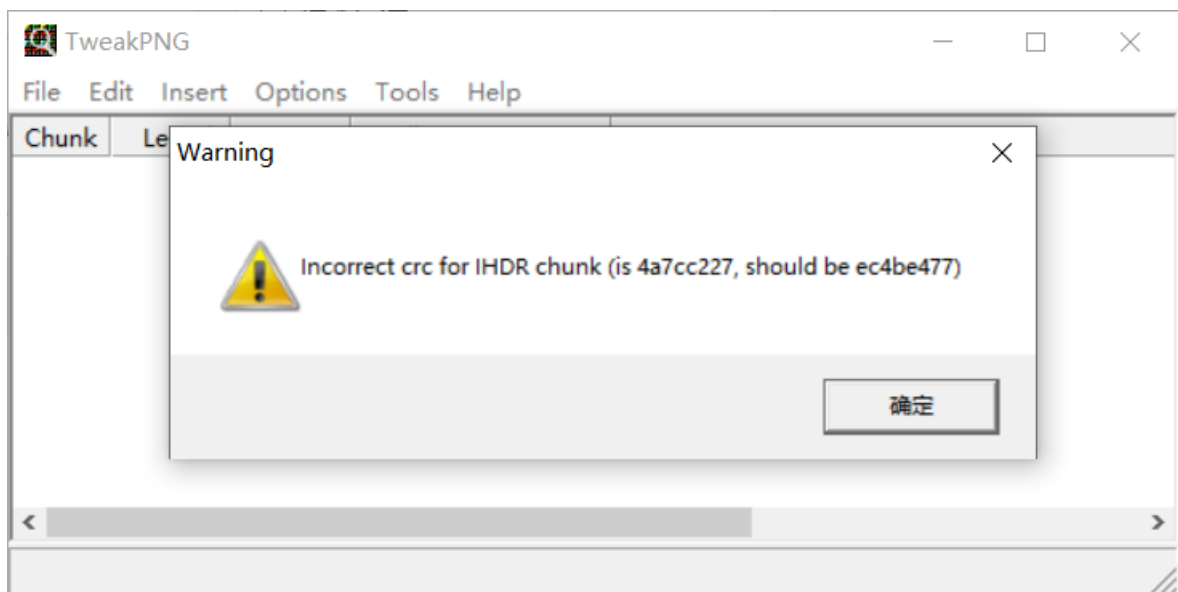 TweakPNG
File Edit Insert Options Tools Help
Chunk Le
Warning
Incorrect crc for IHDR chunk (is 4a7cc227, should be ec4be477)
确定